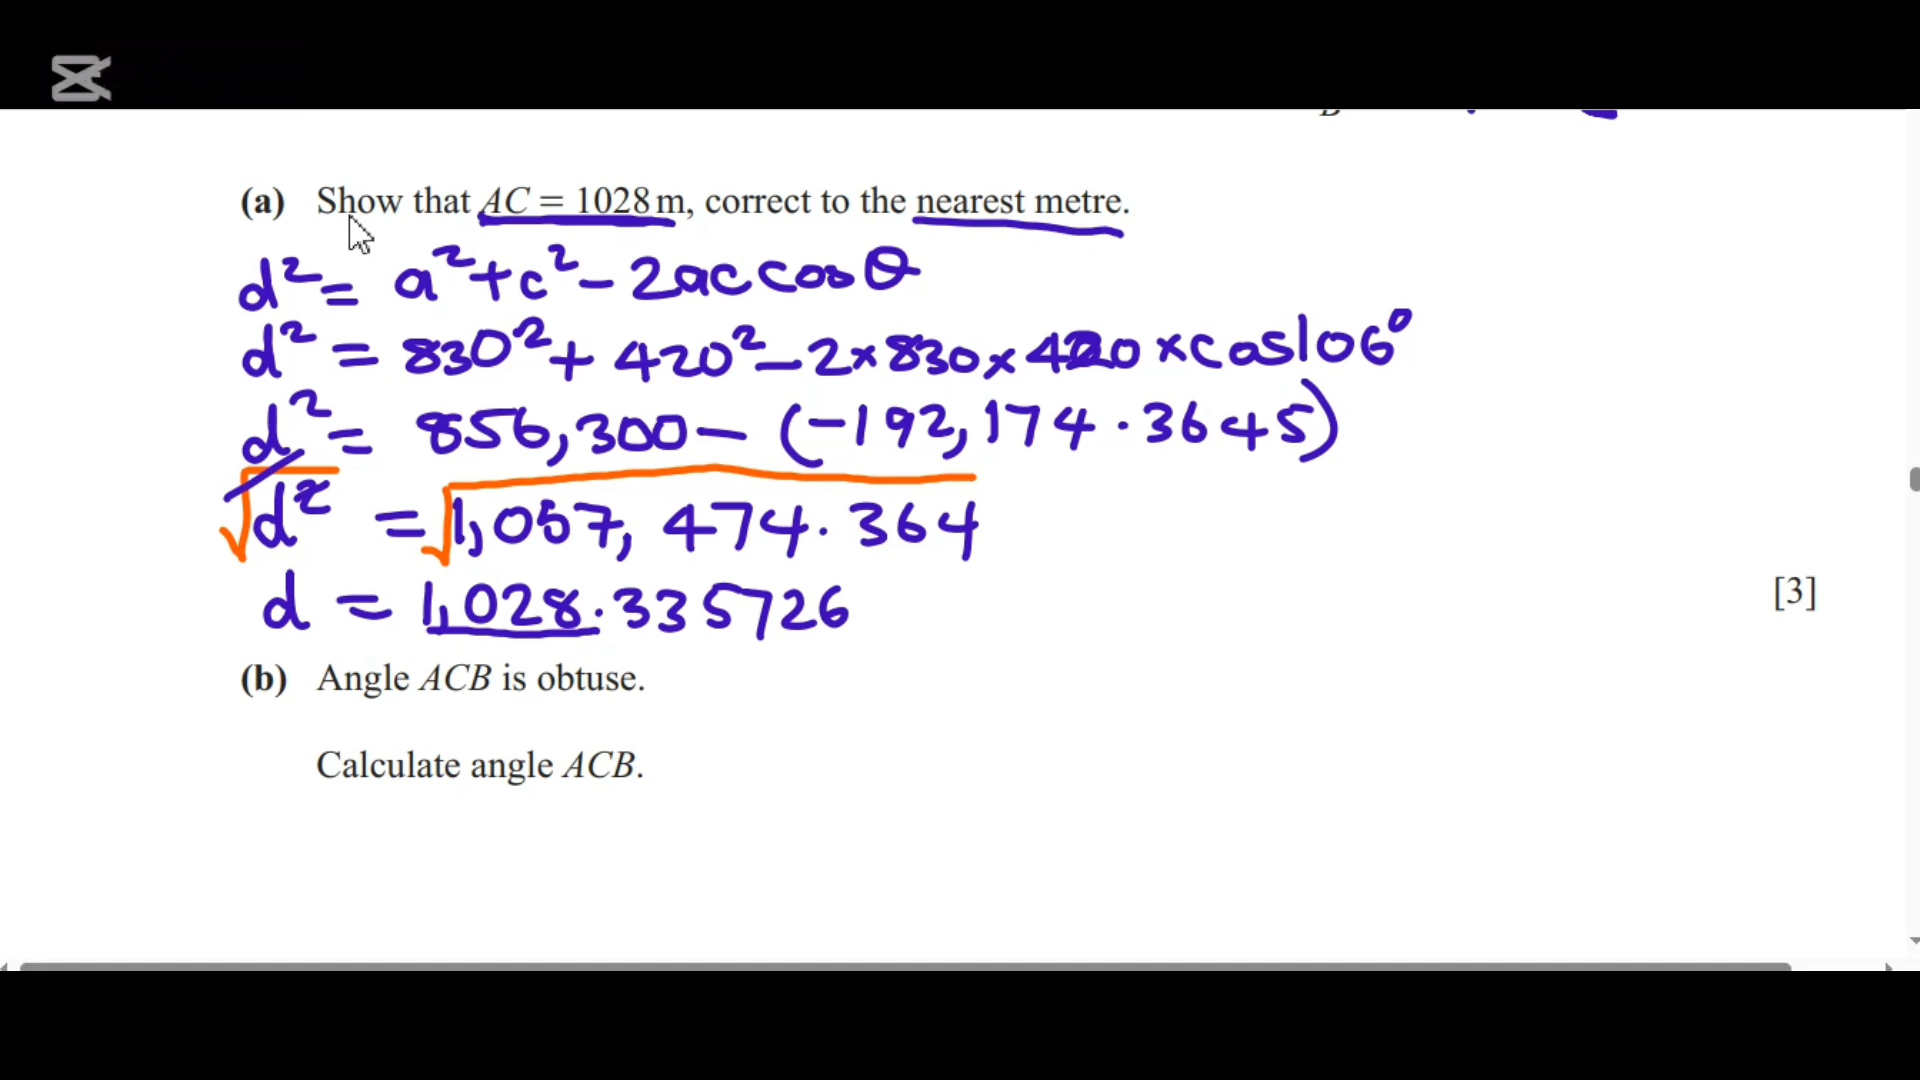 (a) Show that AC = 1028 m, correct to the nearest metre.
d² = a² + c² - 2ac cos θ
d² = 830² + 420² - 2 × 830 × 420 × cos 106°
d² = 856,300 - (-192,174.3645)
√d² = √1,057,474.364
d = 1,028.335726
[3]
(b) Angle ACB is obtuse.
Calculate angle ACB.